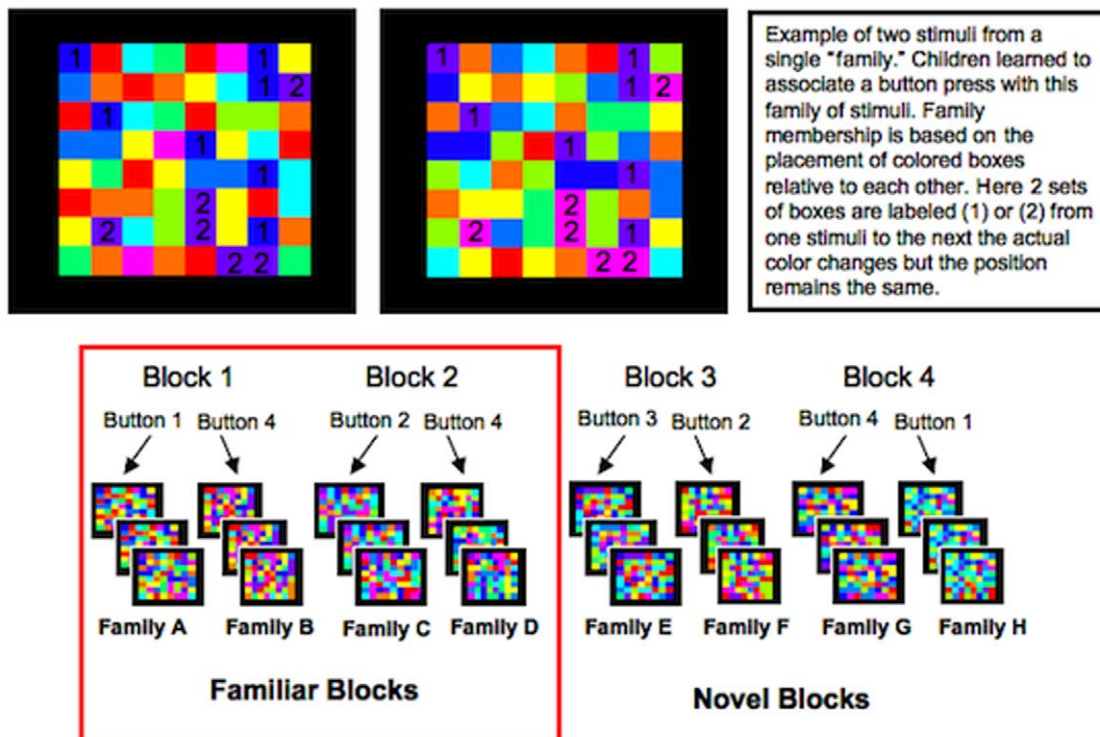 1 1
1 2
1
1
1
2
2 2 1
2 2
1 1
1 2
1
1
1
2
2 2 1
2 2
Example of two stimuli from a
single "family." Children learned to
associate a button press with this
family of stimuli. Family
membership is based on the
placement of colored boxes
relative to each other. Here 2 sets
of boxes are labeled (1) or (2) from
one stimuli to the next the actual
color changes but the position
remains the same.
Block 1 Block 2 Block 3 Block 4
Button 1 Button 4 Button 2 Button 4 Button 3 Button 2 Button 4 Button 1
Family A Family B Family C Family D Family E Family F Family G Family H
Familiar Blocks Novel Blocks